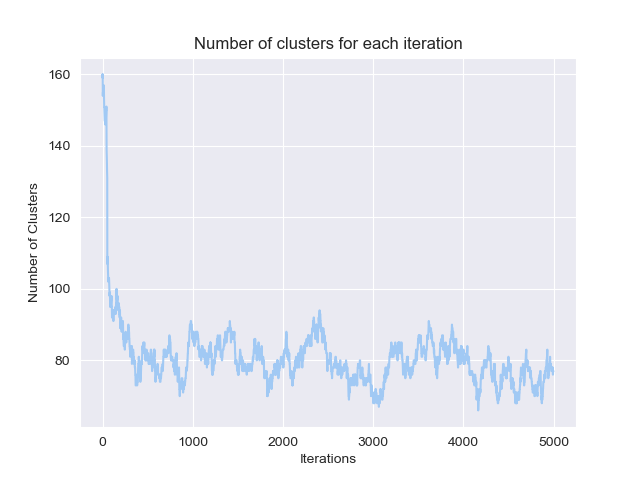 Number of clusters for each iteration
160
140
120
100
80
Number of Clusters
0 1000 2000 3000 4000 5000
Iterations